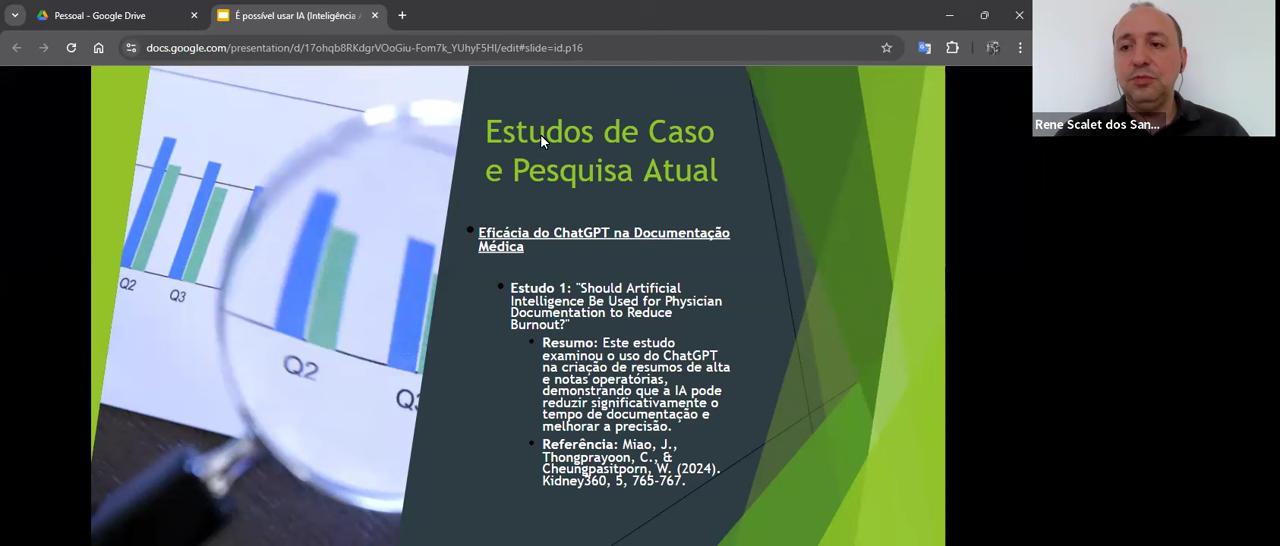 Pessoal - Google Drive
É possível usar IA (Inteligência A
docs.google.com/presentation/d/17ohqb8RKdgrVOoGiu-Fom7k_YUhyF5HI/edit#slide=id.p16
Rene Scalet dos San...
Estudos de Caso
e Pesquisa Atual
Eficácia do ChatGPT na Documentação
Médica
Estudo 1: "Should Artificial
Intelligence Be Used for Physician
Documentation to Reduce
Burnout?"
Resumo: Este estudo
examinou o uso do ChatGPT
na criação de resumos de alta
e notas operatórias,
demonstrando que a IA pode
reduzir significativamente o
tempo de documentação e
melhorar a precisão.
Referência: Miao, J.,
Thongprayoon, C., &
Cheungpasitporn, W. (2024).
Kidney360, 5, 765-767.
Q2
Q3
Q2